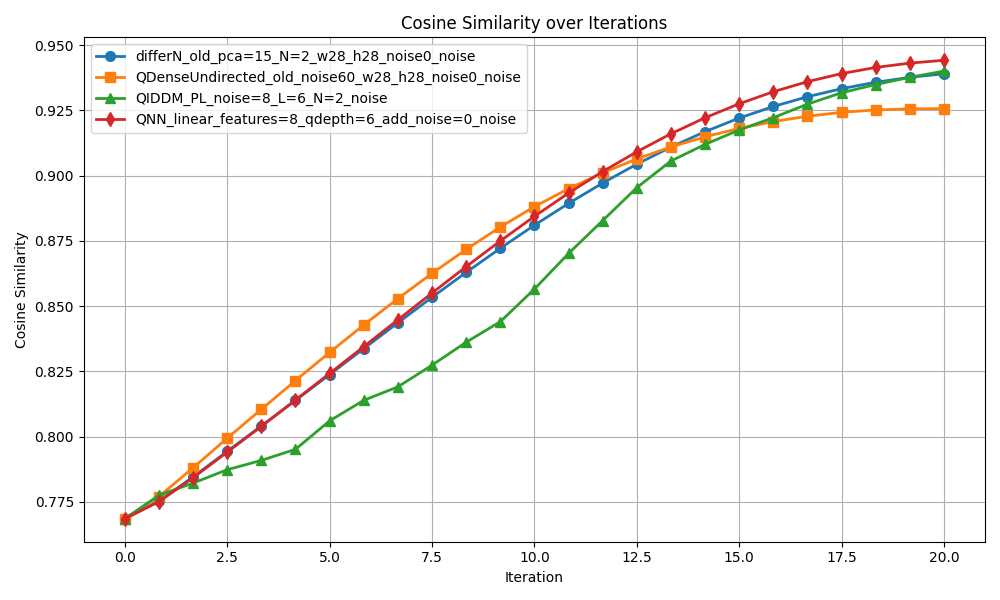 Cosine Similarity over Iterations
differN_old_pca=15_N=2_w28_h28_noise0_noise
QDenseUndirected_old_noise60_w28_h28_noise0_noise
QIDDM_PL_noise=8_L=6_N=2_noise
QNN_linear_features=8_qdepth=6_add_noise=0_noise
Cosine Similarity
0.950
0.925
0.900
0.875
0.850
0.825
0.800
0.775
0.0 2.5 5.0 7.5 10.0 12.5 15.0 17.5 20.0
Iteration